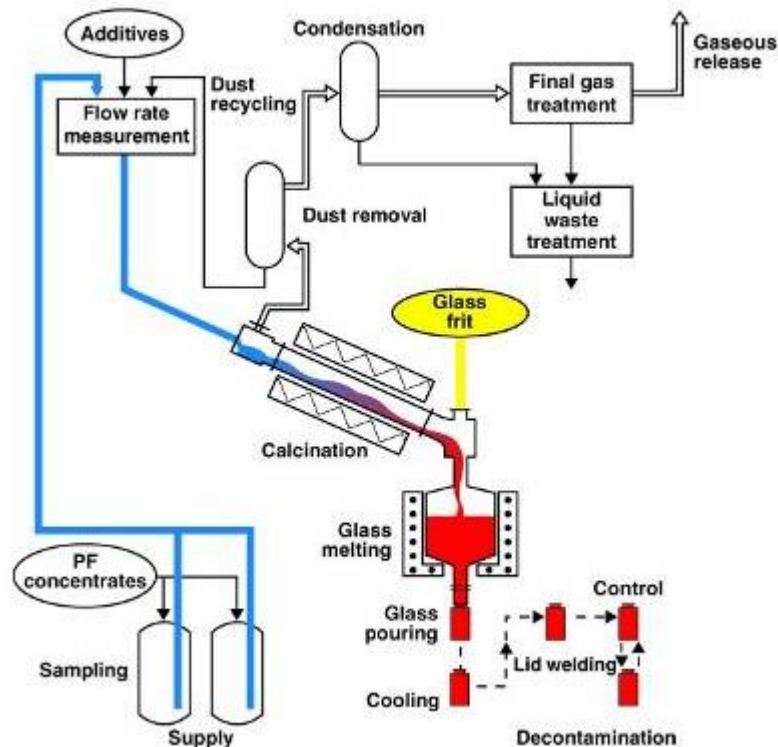 Additives
Condensation
Gaseous
release
Dust
recycling
Final gas
treatment
Flow rate
measurement
Liquid
waste
treatment
Dust removal
Glass
frit
Calcination
Glass
melting
PF
concentrates
Control
Glass
pouring
Sampling
Lid welding
Cooling
Supply
Decontamination